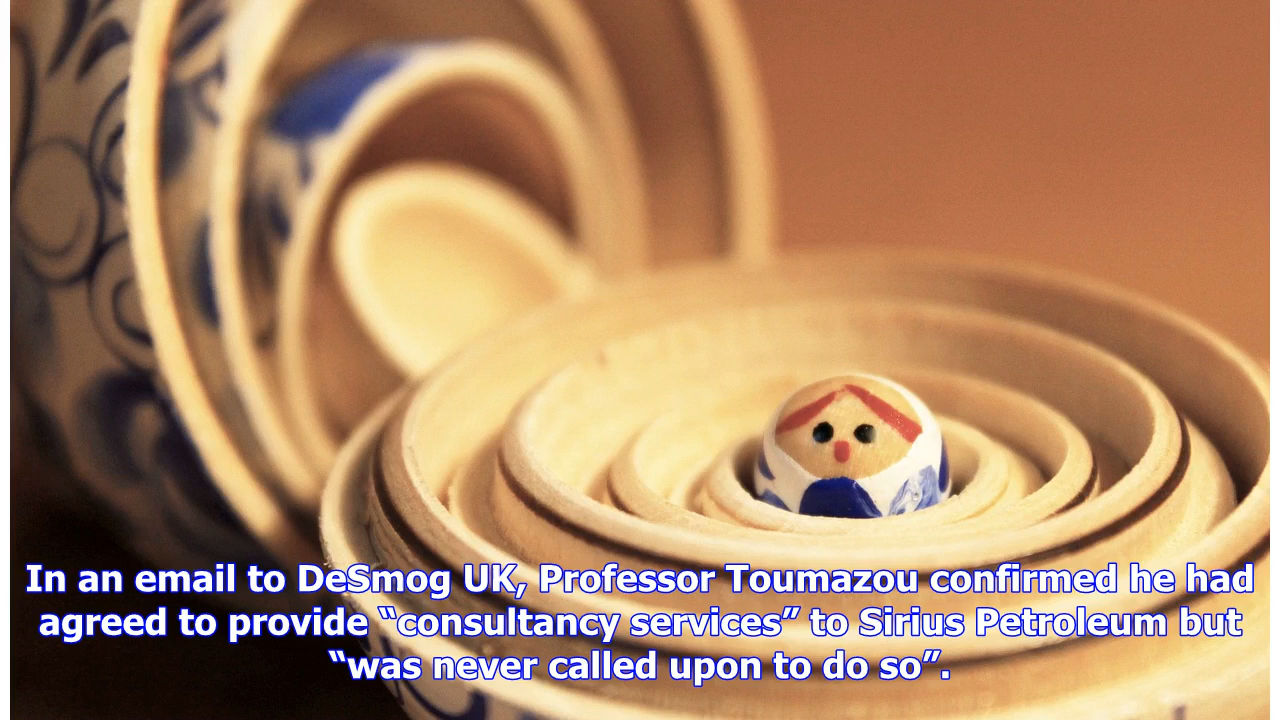 In an email to DeSmog UK, Professor Toumazou confirmed he had
agreed to provide “consultancy services” to Sirius Petroleum but
“was never called upon to do so”.